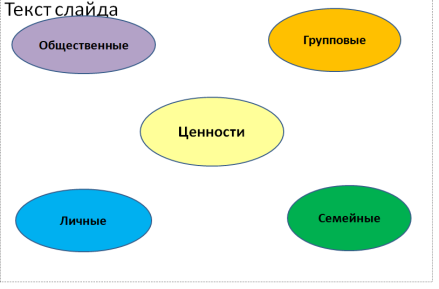 Текст слайда
Общественные
Групповые
Ценности
Личные
Семейные